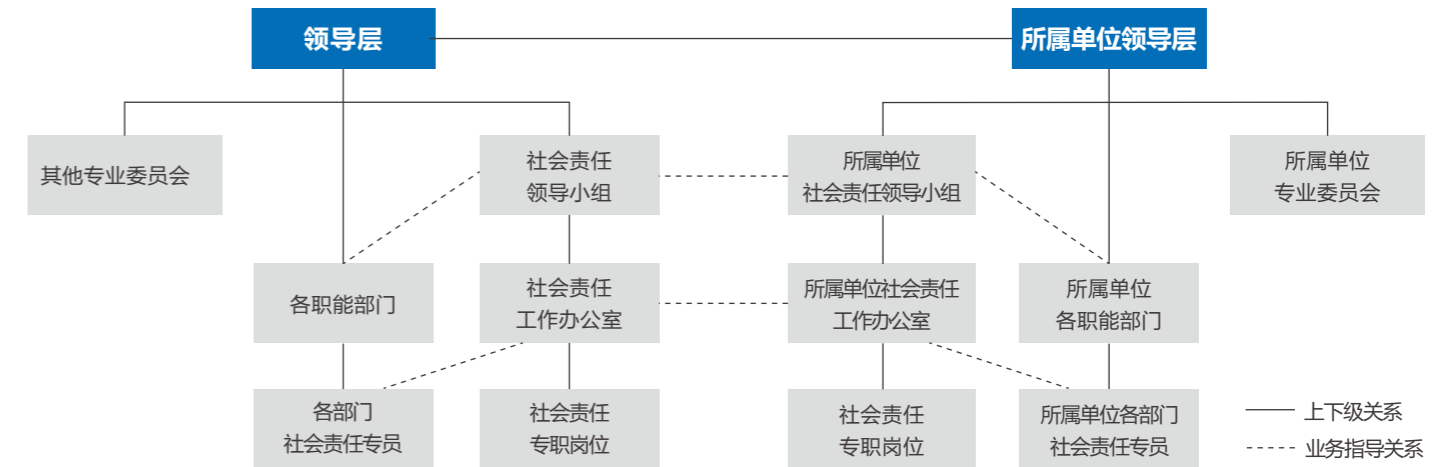 领导层
所属单位领导层
其他专业委员会
社会责任
领导小组
所属单位
社会责任领导小组
所属单位
专业委员会
各职能部门
社会责任
工作办公室
所属单位社会责任
工作办公室
所属单位
各职能部门
各部门
社会责任专员
社会责任
专职岗位
社会责任
专职岗位
所属单位各部门
社会责任专员
上下级关系
业务指导关系